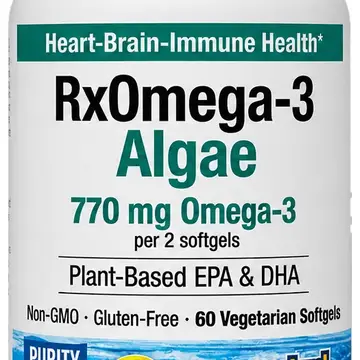 Heart-Brain-Immune Health*
RxOmega-3
Algae
770 mg Omega-3
per 2 softgels
Plant-Based EPA & DHA
Non-GMO • Gluten-Free • 60 Vegetarian Softgels
PURITY